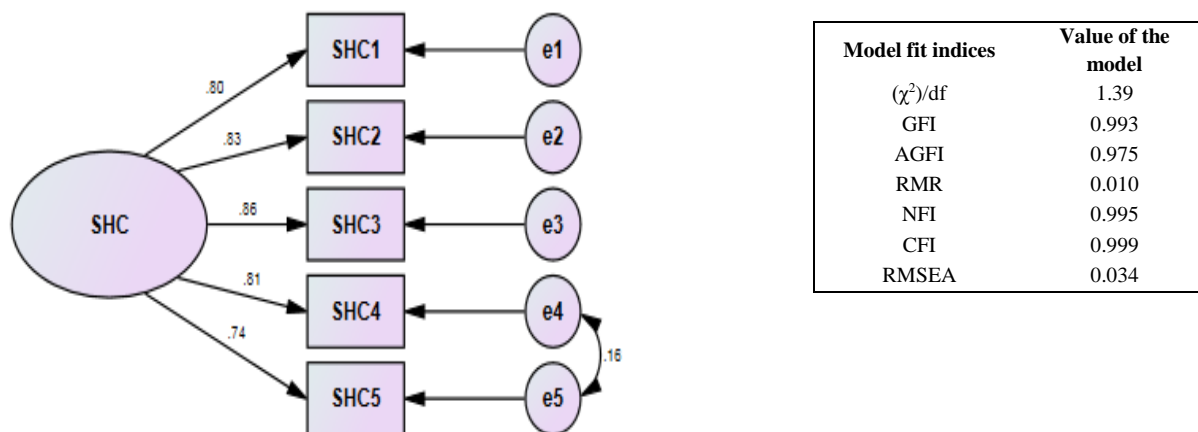 SHC
.80
SHC1
e1
.83
SHC2
e2
.86
SHC3
e3
.81
SHC4
e4
.74
SHC5
e5
.16
Model fit indices
Value of the
model
(χ²)/df 1.39
GFI 0.993
AGFI 0.975
RMR 0.010
NFI 0.995
CFI 0.999
RMSEA 0.034